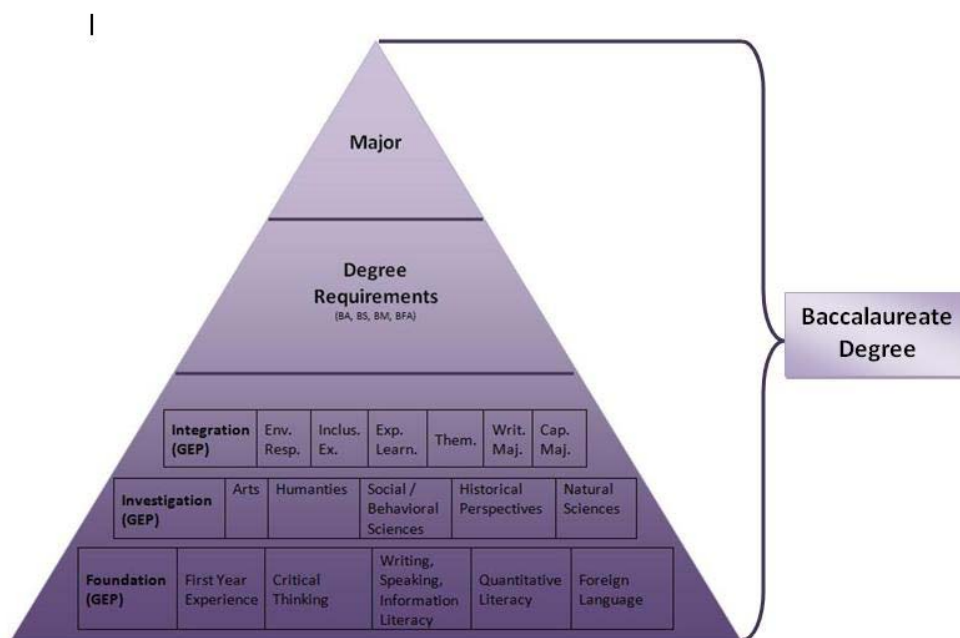 Major
Degree
Requirements
(BA, BS, BM, BFA)
Baccalaureate
Degree
Integration
(GEP)
Env.
Resp.
Inclus.
Ex.
Exp.
Learn.
Them.
Writ.
Maj.
Cap.
Maj.
Investigation
(GEP)
Arts
Humanties
Social /
Behavioral
Sciences
Historical
Perspectives
Natural
Sciences
Foundation
(GEP)
First Year
Experience
Critical
Thinking
Writing,
Speaking,
Information
Literacy
Quantitative
Literacy
Foreign
Language